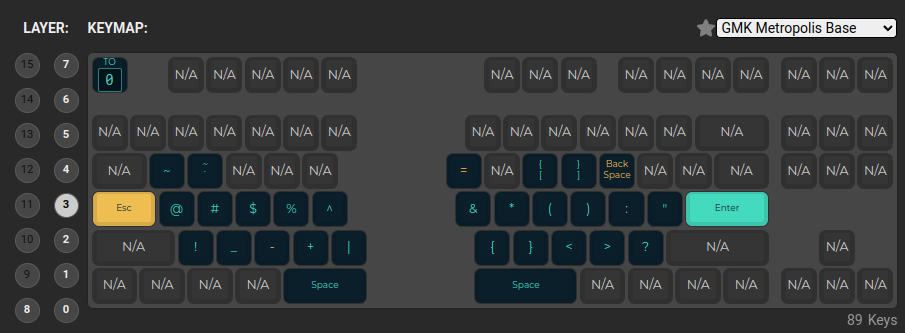 LAYER: KEYMAP: GMK Metropolis Base
15 7 TO 0 N/A N/A N/A N/A N/A N/A N/A N/A N/A N/A N/A N/A N/A N/A N/A
14 6
13 5 N/A N/A N/A N/A N/A N/A N/A N/A N/A N/A N/A N/A N/A N/A N/A N/A N/A
12 4 N/A ~ ~ ` N/A N/A N/A = N/A { [ } ] Back Space N/A N/A N/A N/A N/A N/A
11 3 Esc @ # $ % ^ & * ( ) : " Enter
10 2 N/A ! _ - + | { } < > ? N/A N/A
9 1 N/A N/A N/A N/A Space Space N/A N/A N/A N/A N/A N/A N/A
8 0
89 Keys